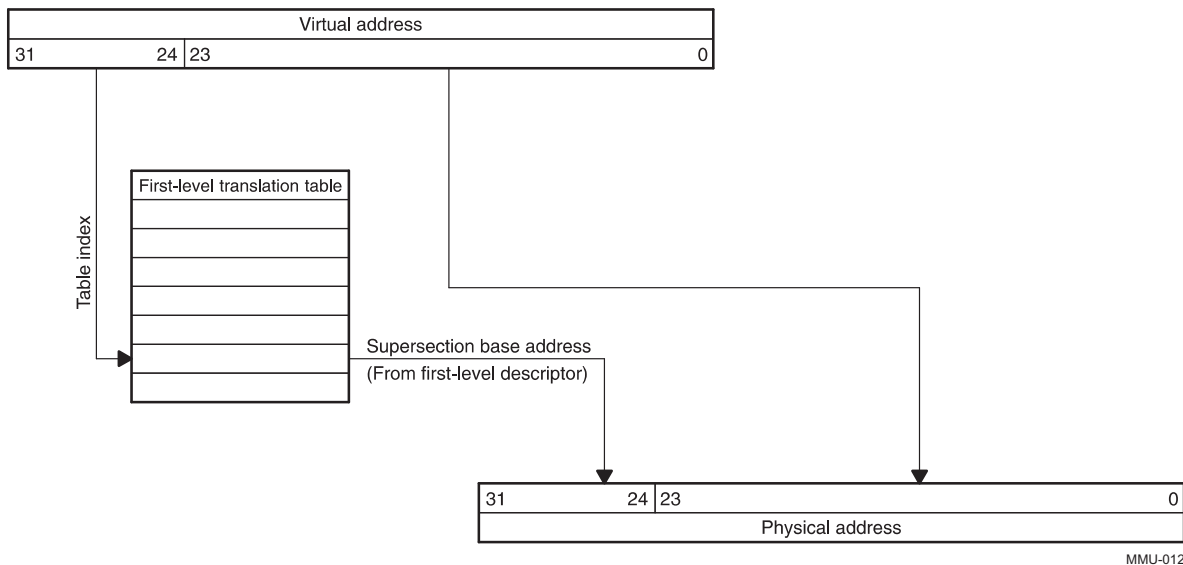 Virtual address
31 24 23 0
First-level translation table
Table index
Supersection base address
(From first-level descriptor)
31 24 23 0
Physical address
MMU-012